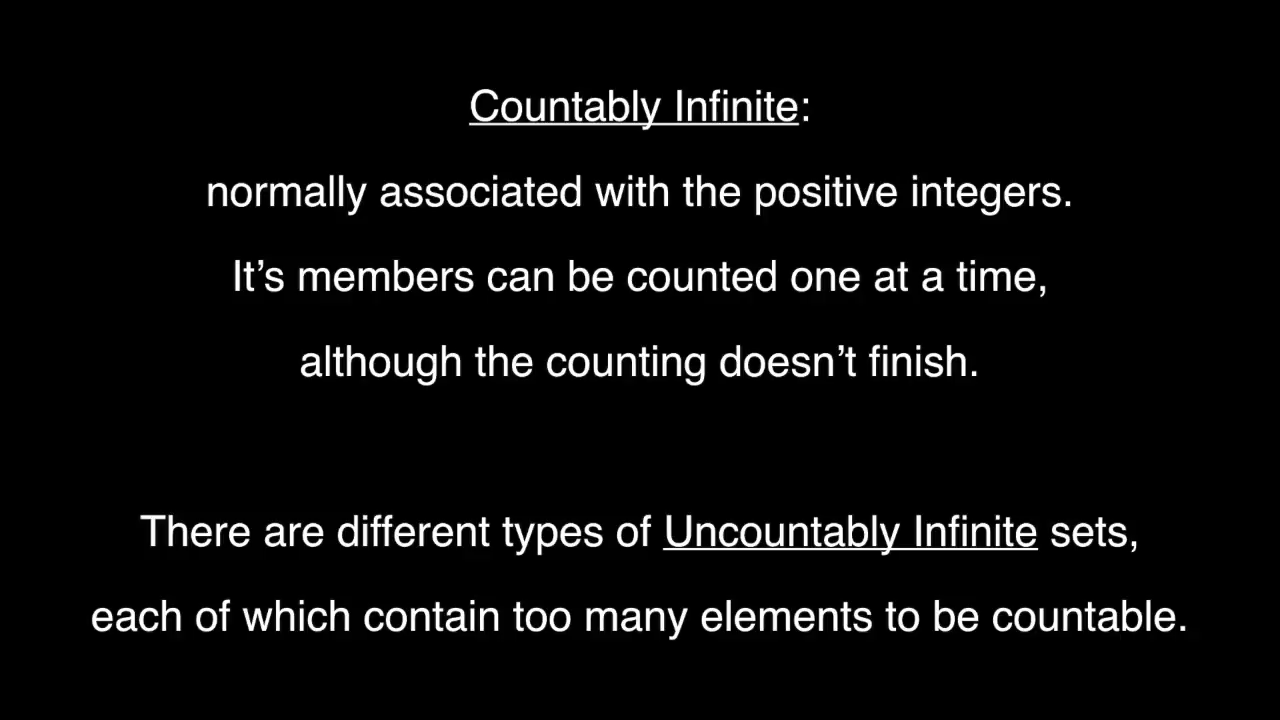 Countably Infinite:
normally associated with the positive integers.
It’s members can be counted one at a time,
although the counting doesn’t finish.
There are different types of Uncountably Infinite sets,
each of which contain too many elements to be countable.